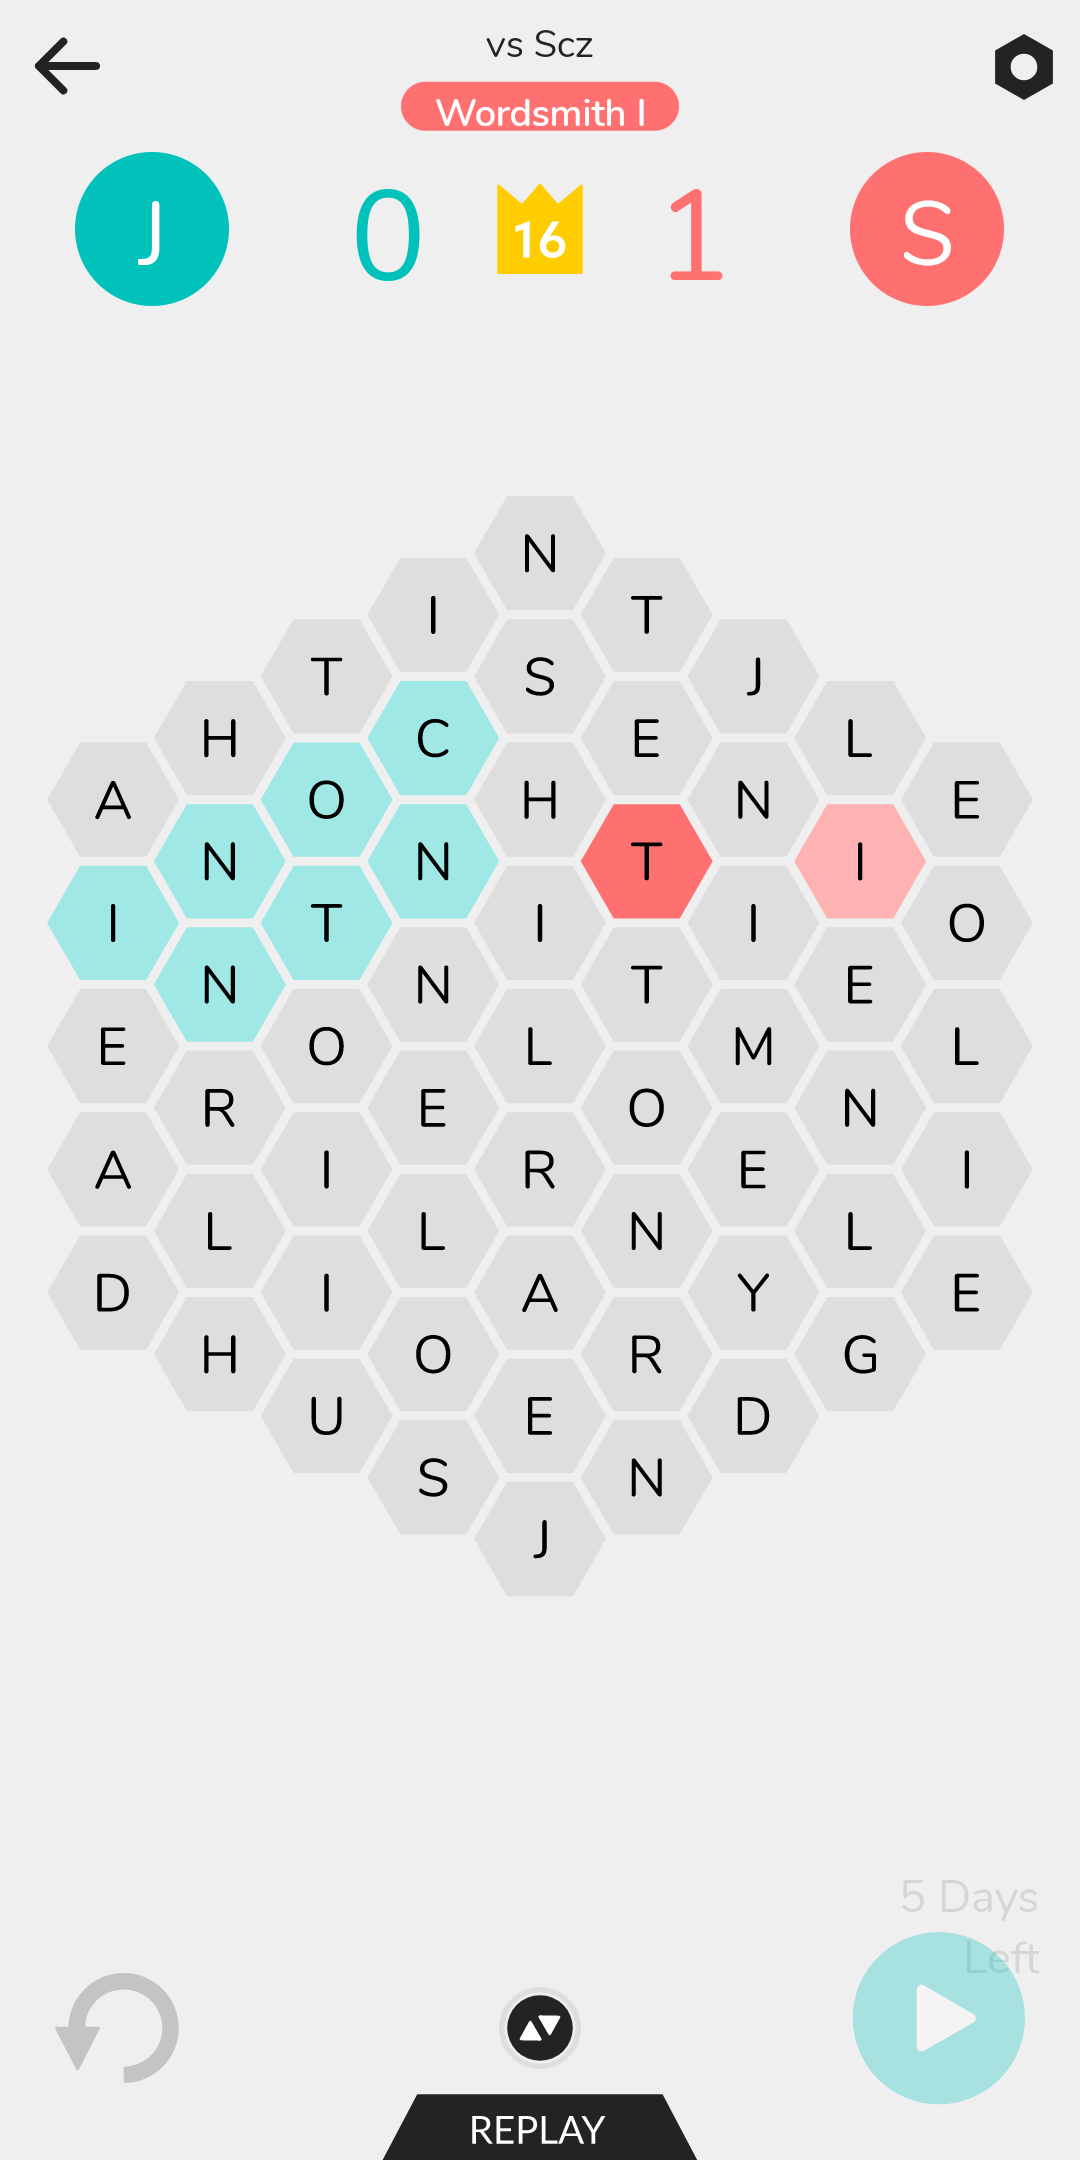 vs Scz
Wordsmith I
J 0 16 1 S
N
I T
T S J
H C E L
A O H N E
N N T I
I T I I O
N N T E
E O L M L
R E O N
A I R E I
L L N L
D I A Y E
H O R G
U E D
S N
J
5 Days
Left
REPLAY